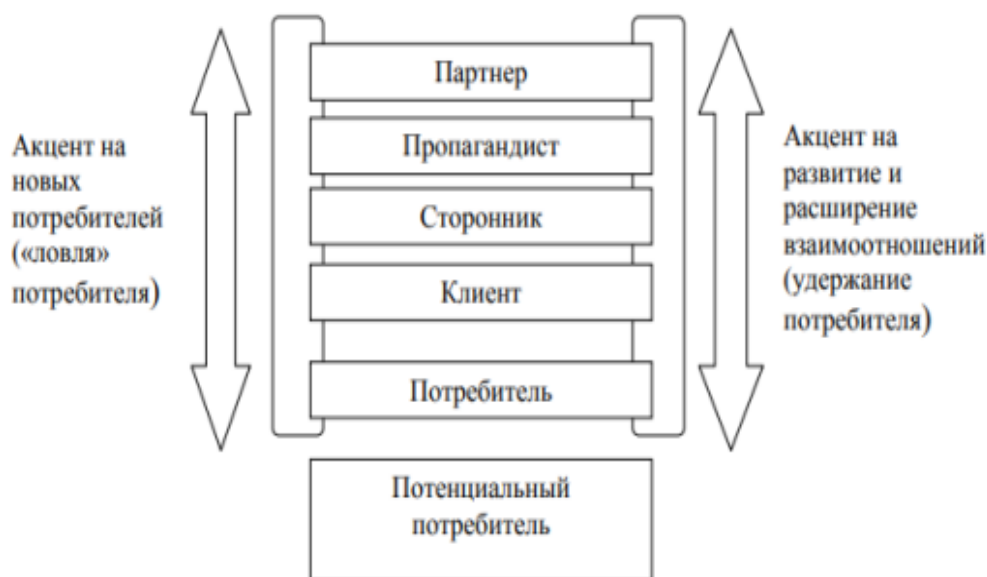 Партнер
Пропагандист
Сторонник
Клиент
Потребитель
Потенциальный
потребитель
Акцент на
новых
потребителей
(«ловля»
потребителя)
Акцент на
развитие и
расширение
взаимоотношений
(удержание
потребителя)